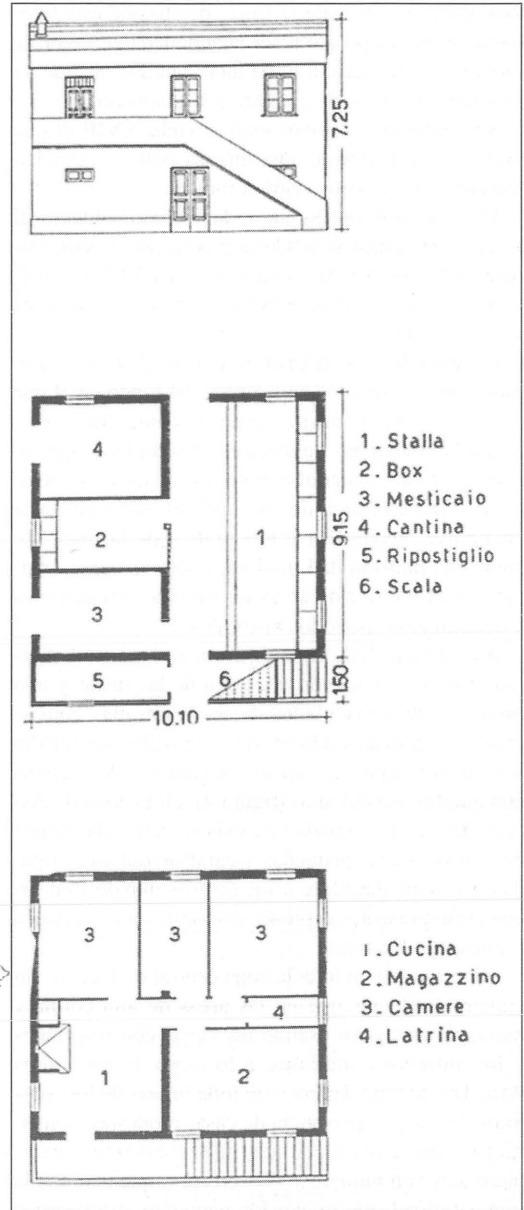 7.25
4
2
1
3
5
6
1. Stalla
2. Box
3. Mesticaio
4. Cantina
5. Ripostiglio
6. Scala
9.15
1.50
10.10
3
3
3
4
1
2
1. Cucina
2. Magazzino
3. Camere
4. Latrina